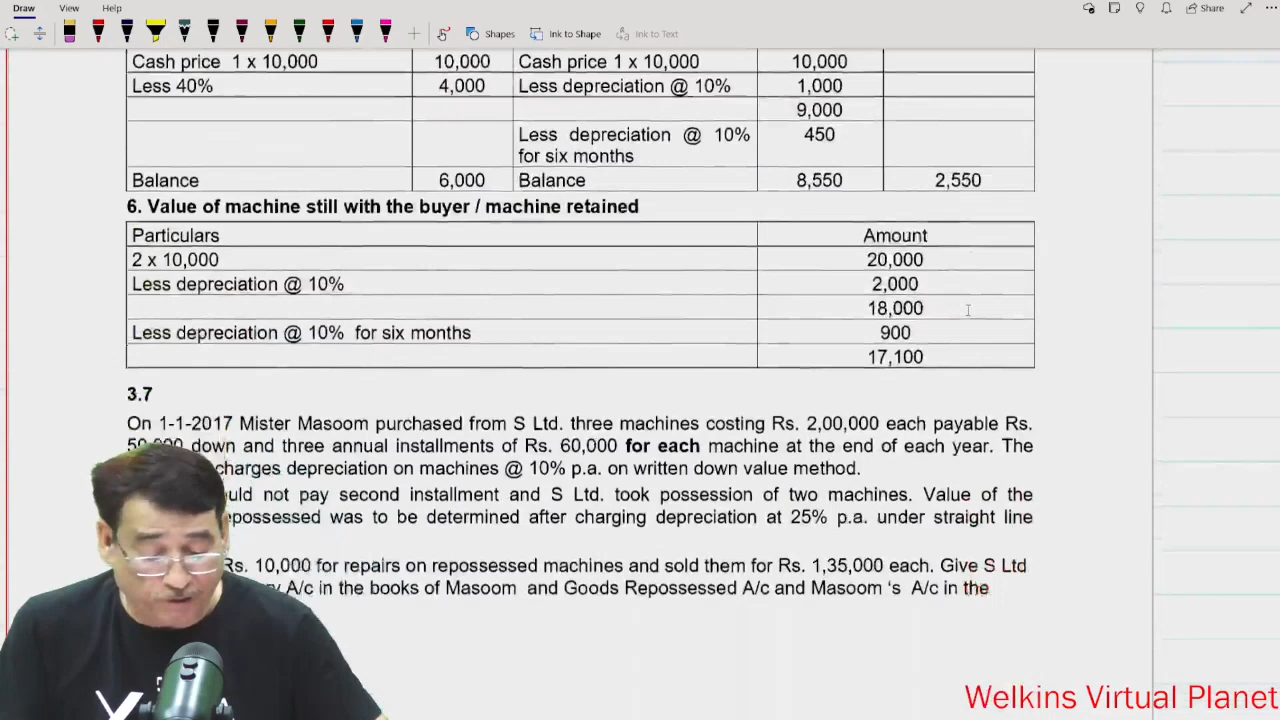 Draw View Help
Share
Shapes Ink to Shape Ink to Text
Cash price 1 x 10,000 10,000 Cash price 1 x 10,000 10,000
Less 40% 4,000 Less depreciation @ 10% 1,000
9,000
Less depreciation @ 10% 450
for six months
Balance 6,000 Balance 8,550 2,550
6. Value of machine still with the buyer / machine retained
Particulars Amount
2 x 10,000 20,000
Less depreciation @ 10% 2,000
18,000
Less depreciation @ 10% for six months 900
17,100
3.7
On 1-1-2017 Mister Masoom purchased from S Ltd. three machines costing Rs. 2,00,000 each payable Rs.
50,000 down and three annual installments of Rs. 60,000 for each machine at the end of each year. The
charges depreciation on machines @ 10% p.a. on written down value method.
not pay second installment and S Ltd. took possession of two machines. Value of the
was to be determined after charging depreciation at 25% p.a. under straight line
Rs. 10,000 for repairs on repossessed machines and sold them for Rs. 1,35,000 each. Give S Ltd
A/c in the books of Masoom and Goods Repossessed A/c and Masoom 's A/c in the
Welkins Virtual Planet